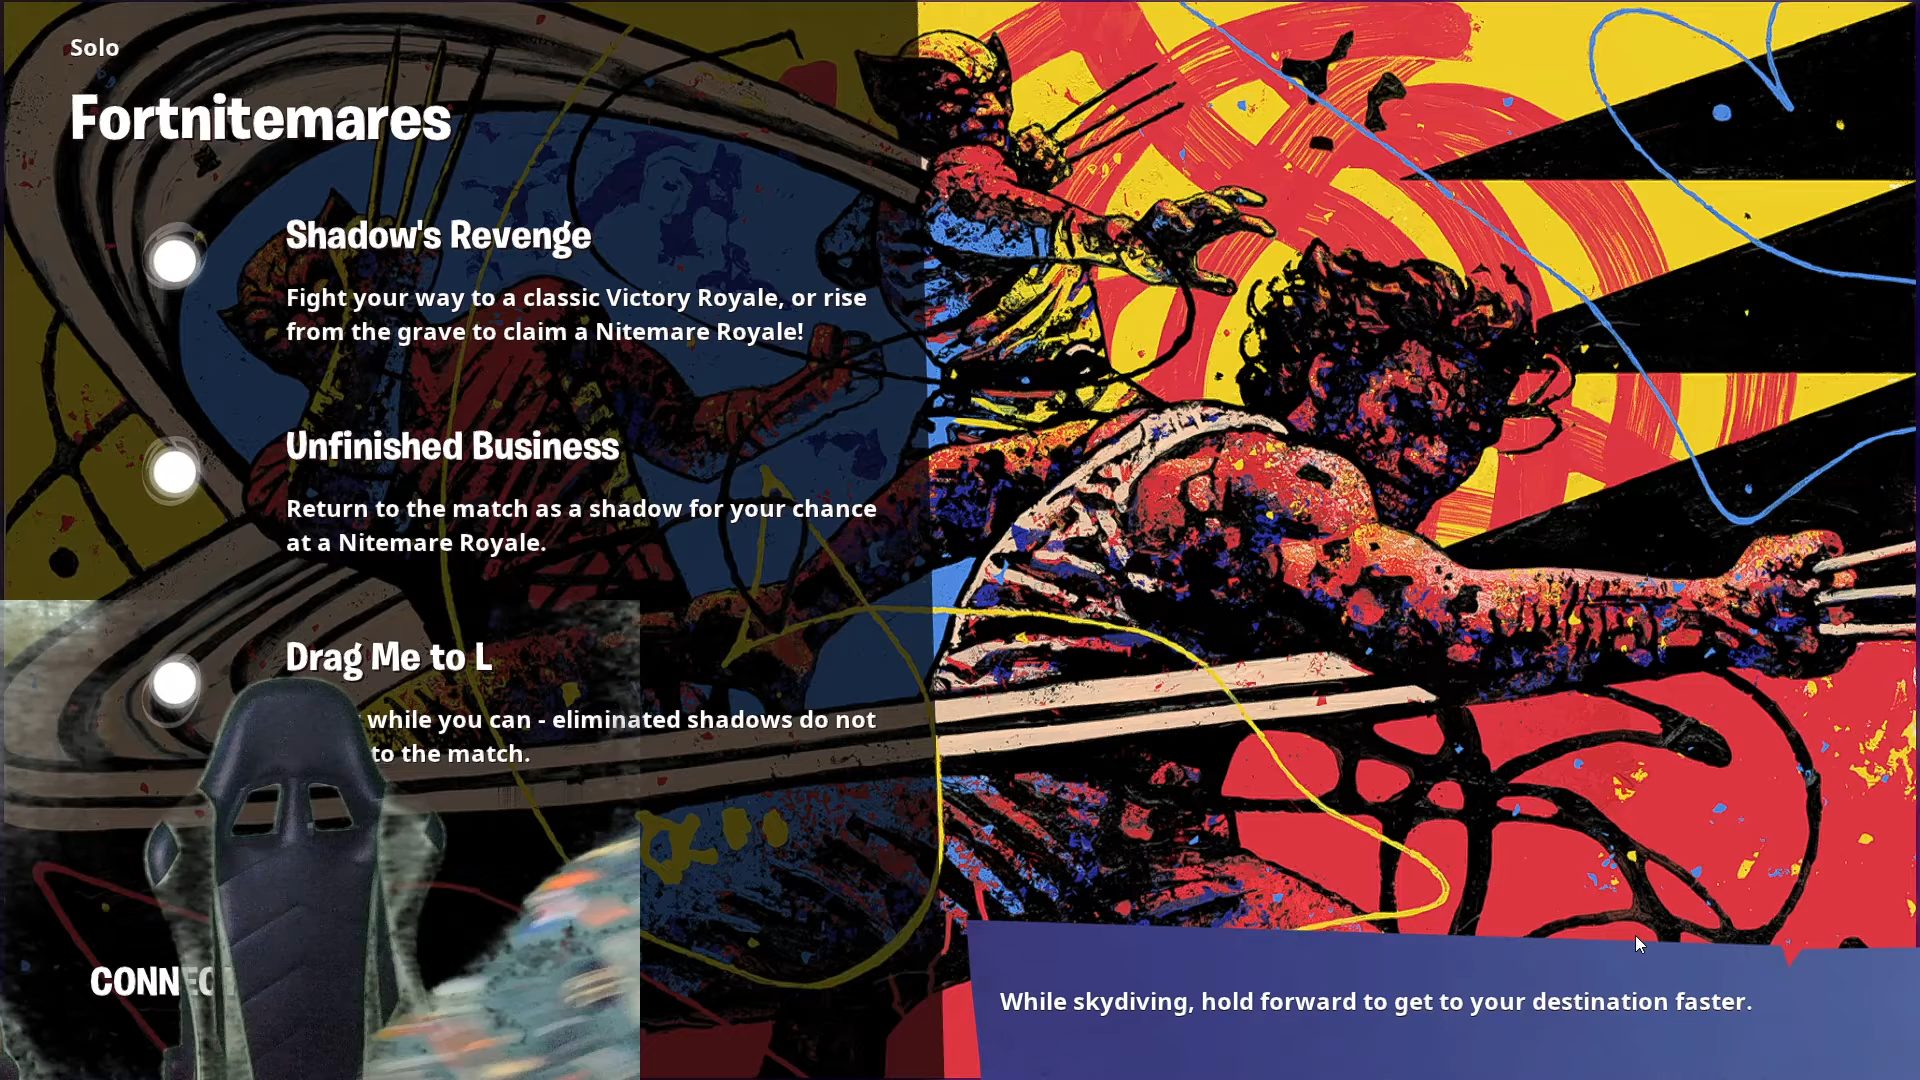 Solo
Fortnitemares
Shadow's Revenge
Fight your way to a classic Victory Royale, or rise
from the grave to claim a Nitemare Royale!
Unfinished Business
Return to the match as a shadow for your chance
at a Nitemare Royale.
Drag Me to L
while you can - eliminated shadows do not
to the match.
While skydiving, hold forward to get to your destination faster.